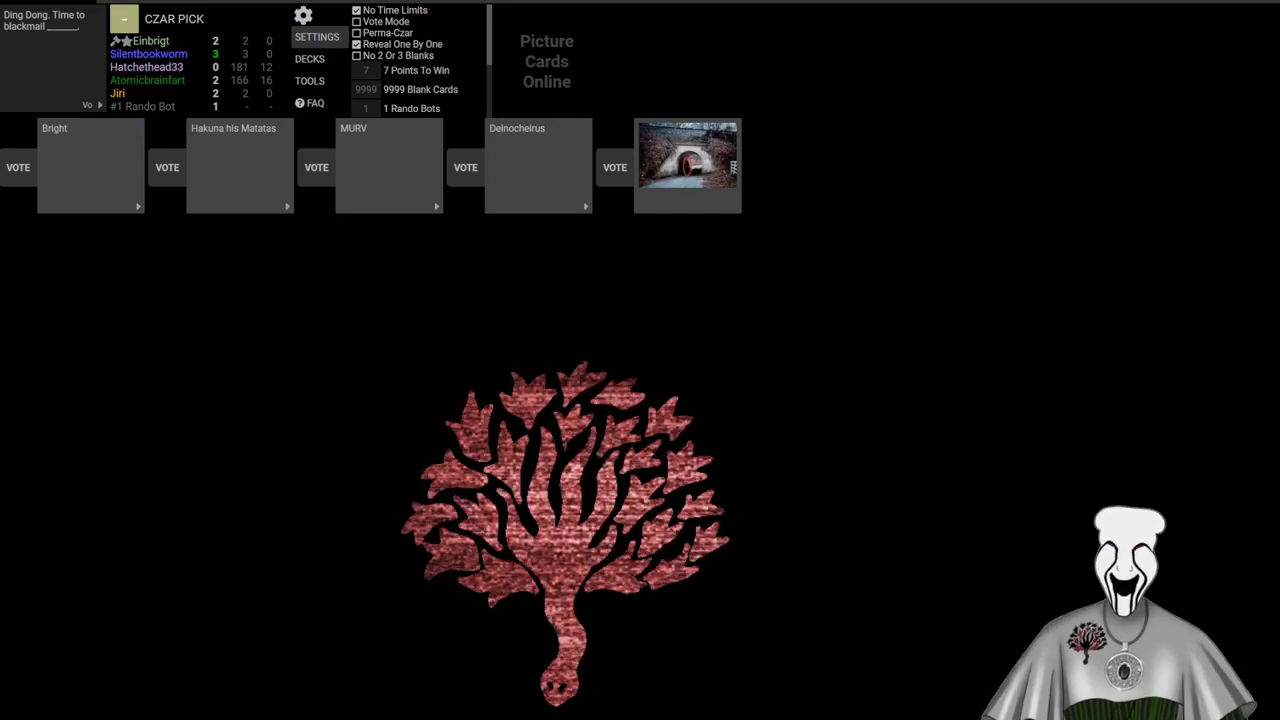 Ding Dong. Time to
blackmail ______.
Vo
-
CZAR PICK
Einbrigt 2 2 0
Silentbookworm 3 3 0
Hatchethead33 0 181 12
Atomicbrainfart 2 166 16
Jiri 2 2 0
#1 Rando Bot 1 - -
SETTINGS
DECKS
TOOLS
FAQ
No Time Limits
Vote Mode
Perma-Czar
Reveal One By One
No 2 Or 3 Blanks
7 7 Points To Win
9999 9999 Blank Cards
1 1 Rando Bots
Picture
Cards
Online
VOTE
Bright
VOTE
Hakuna his Matatas
VOTE
MURV
VOTE
Deinocheirus
VOTE